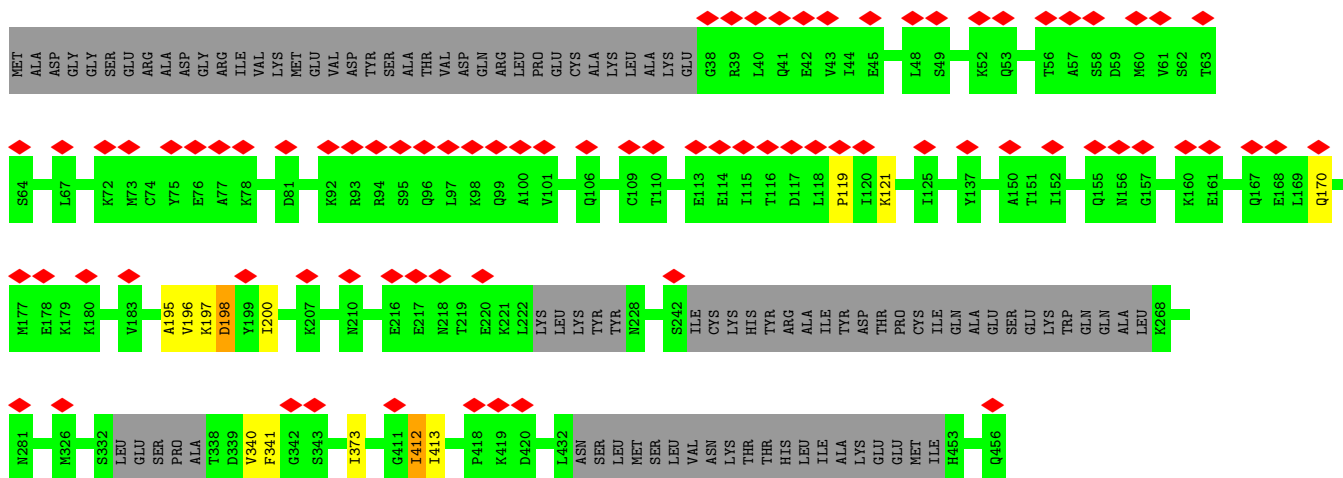 MET ALA ASP GLY GLY SER GLU ARG ALA ASP GLY ARG ILE VAL LYS MET GLU VAL ASP TYR SER ALA THR VAL ASP GLN ARG LEU PRO GLU CYS ALA LYS LEU ALA LYS GLU G38 R39 L40 Q41 E42 V43 I44 E45 L48 S49 K52 Q53 T56 A57 S58 D59 M60 V61 S62 T63
S64 L67 K72 M73 C74 Y75 E76 A77 K78 D81 K92 R93 R94 S95 Q96 L97 K98 Q99 A100 V101 Q106 C109 T110 E113 E114 I115 T116 D117 L118 P119 I120 K121 I125 Y137 A150 T151 I152 Q155 N156 G157 K160 E161 Q167 E168 L169 Q170
M177 E178 K179 K180 V183 A195 V196 K197 D198 Y199 I200 K207 N210 E216 E217 N218 T219 E220 K221 L222 LYS LEU LYS TYR TYR N228 S242 ILE CYS LYS HIS TYR ARG ALA ILE TYR ASP THR PRO CYS ILE GLN ALA GLU SER GLU LYS TRP GLN GLN ALA LEU K268
N281 M326 S332 LEU GLU SER PRO ALA T338 D339 V340 F341 G342 S343 I373 G411 I412 I413 P418 K419 D420 L432 ASN SER LEU MET SER LEU VAL ASN LYS THR THR HIS LEU ILE ALA LYS GLU GLU MET ILE H453 Q456